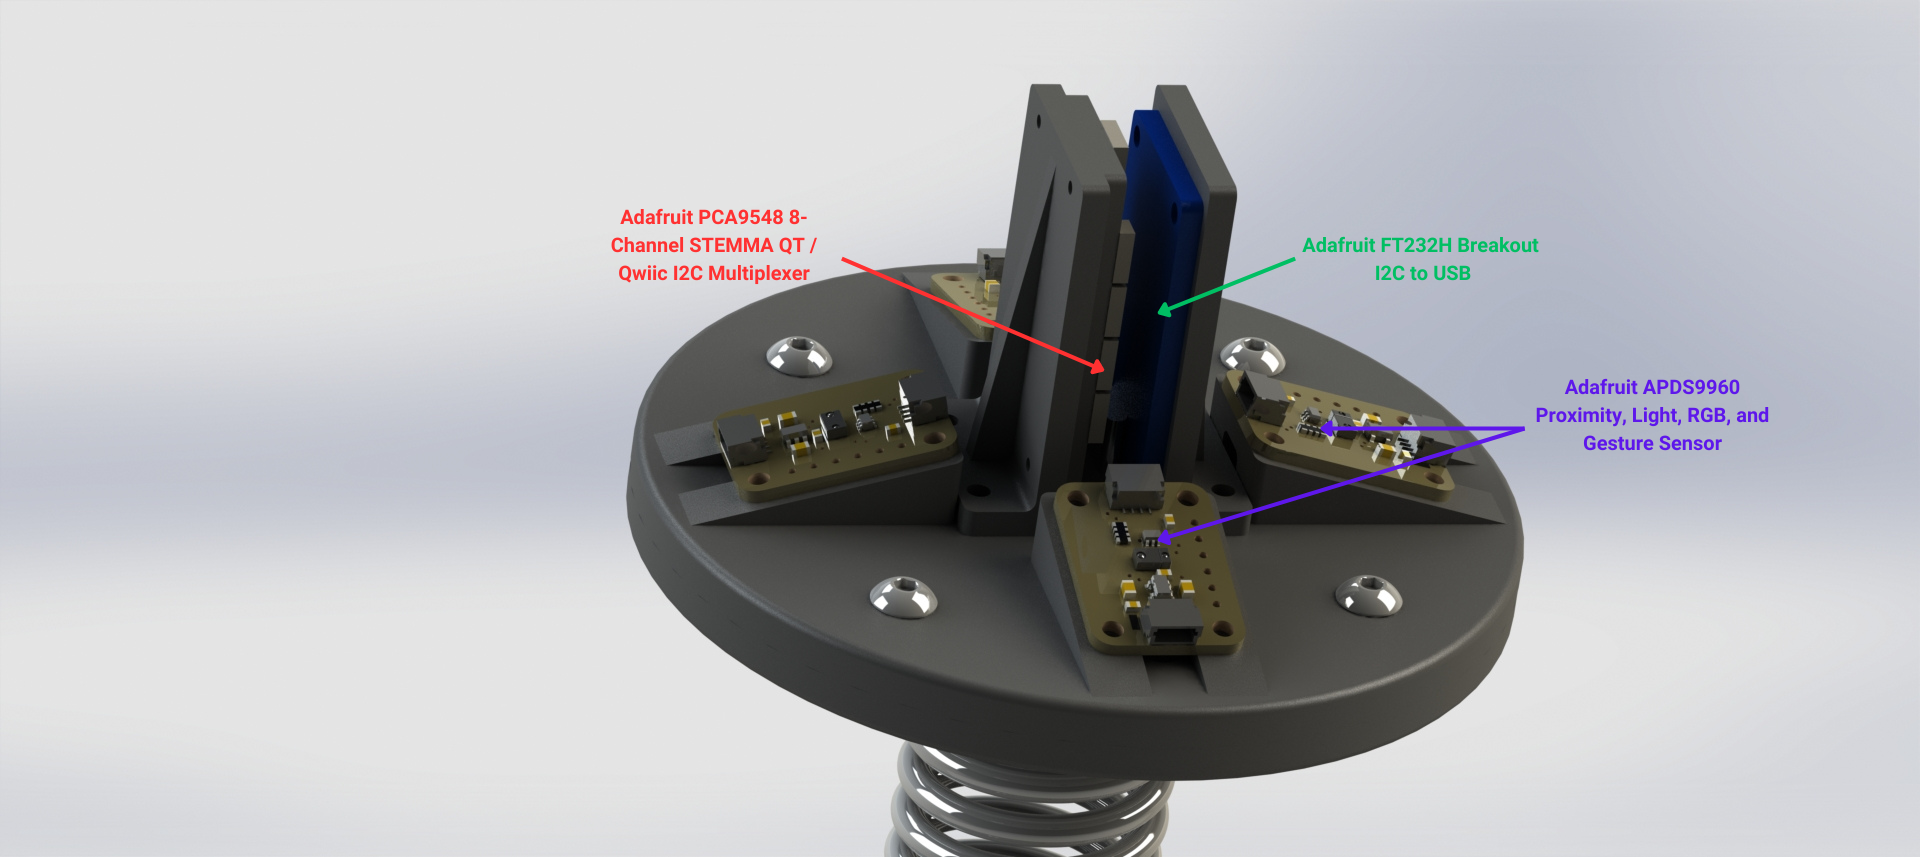 Adafruit PCA9548 8-
Channel STEMMA QT /
Qwiic I2C Multiplexer
Adafruit FT232H Breakout
I2C to USB
Adafruit APDS9960
Proximity, Light, RGB, and
Gesture Sensor